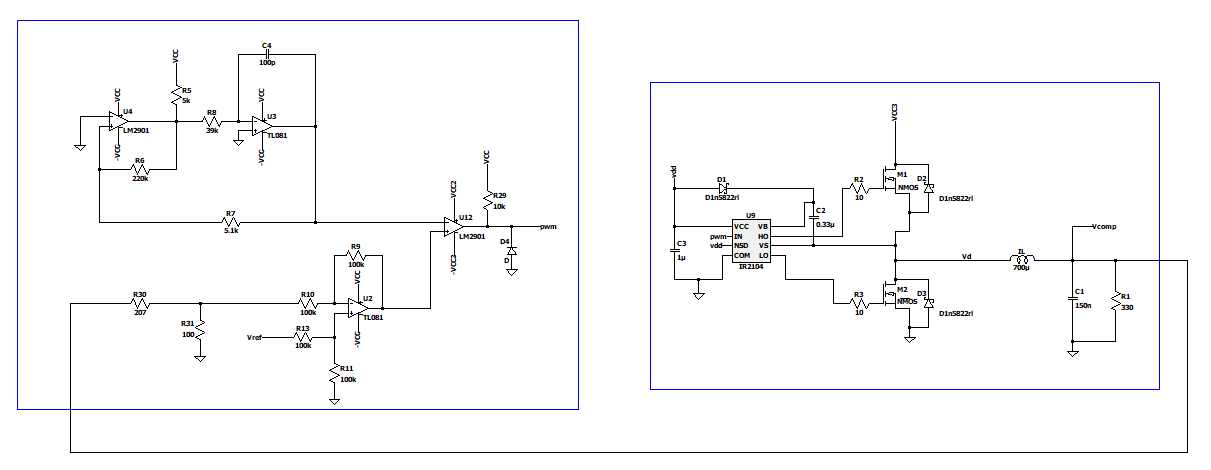 C4
100p
VCC
R5
5k
VCC
U4
LM2901
-VCC
R8
39k
VCC
U3
TL081
-VCC
R6
220k
R7
5.1k
VCC
R29
10k
VCC2
U12
LM2901
-VCC3
pwm
D4
D
R9
100k
VCC
U2
TL081
-VCC
R10
100k
R30
207
R31
100
Vref
R13
100k
R11
100k
VCC3
vdd
D1
D1n5822rl
R2
10
M1
NMOS
D2
D1n5822rl
C2
0.33µ
U9
VCC VB
pwm IN HO
vdd NSD VS
COM LO
IR2104
C3
1µ
R3
10
M2
NMOS
D3
D1n5822rl
Vd
IL
700µ
Vcomp
C1
150n
R1
330